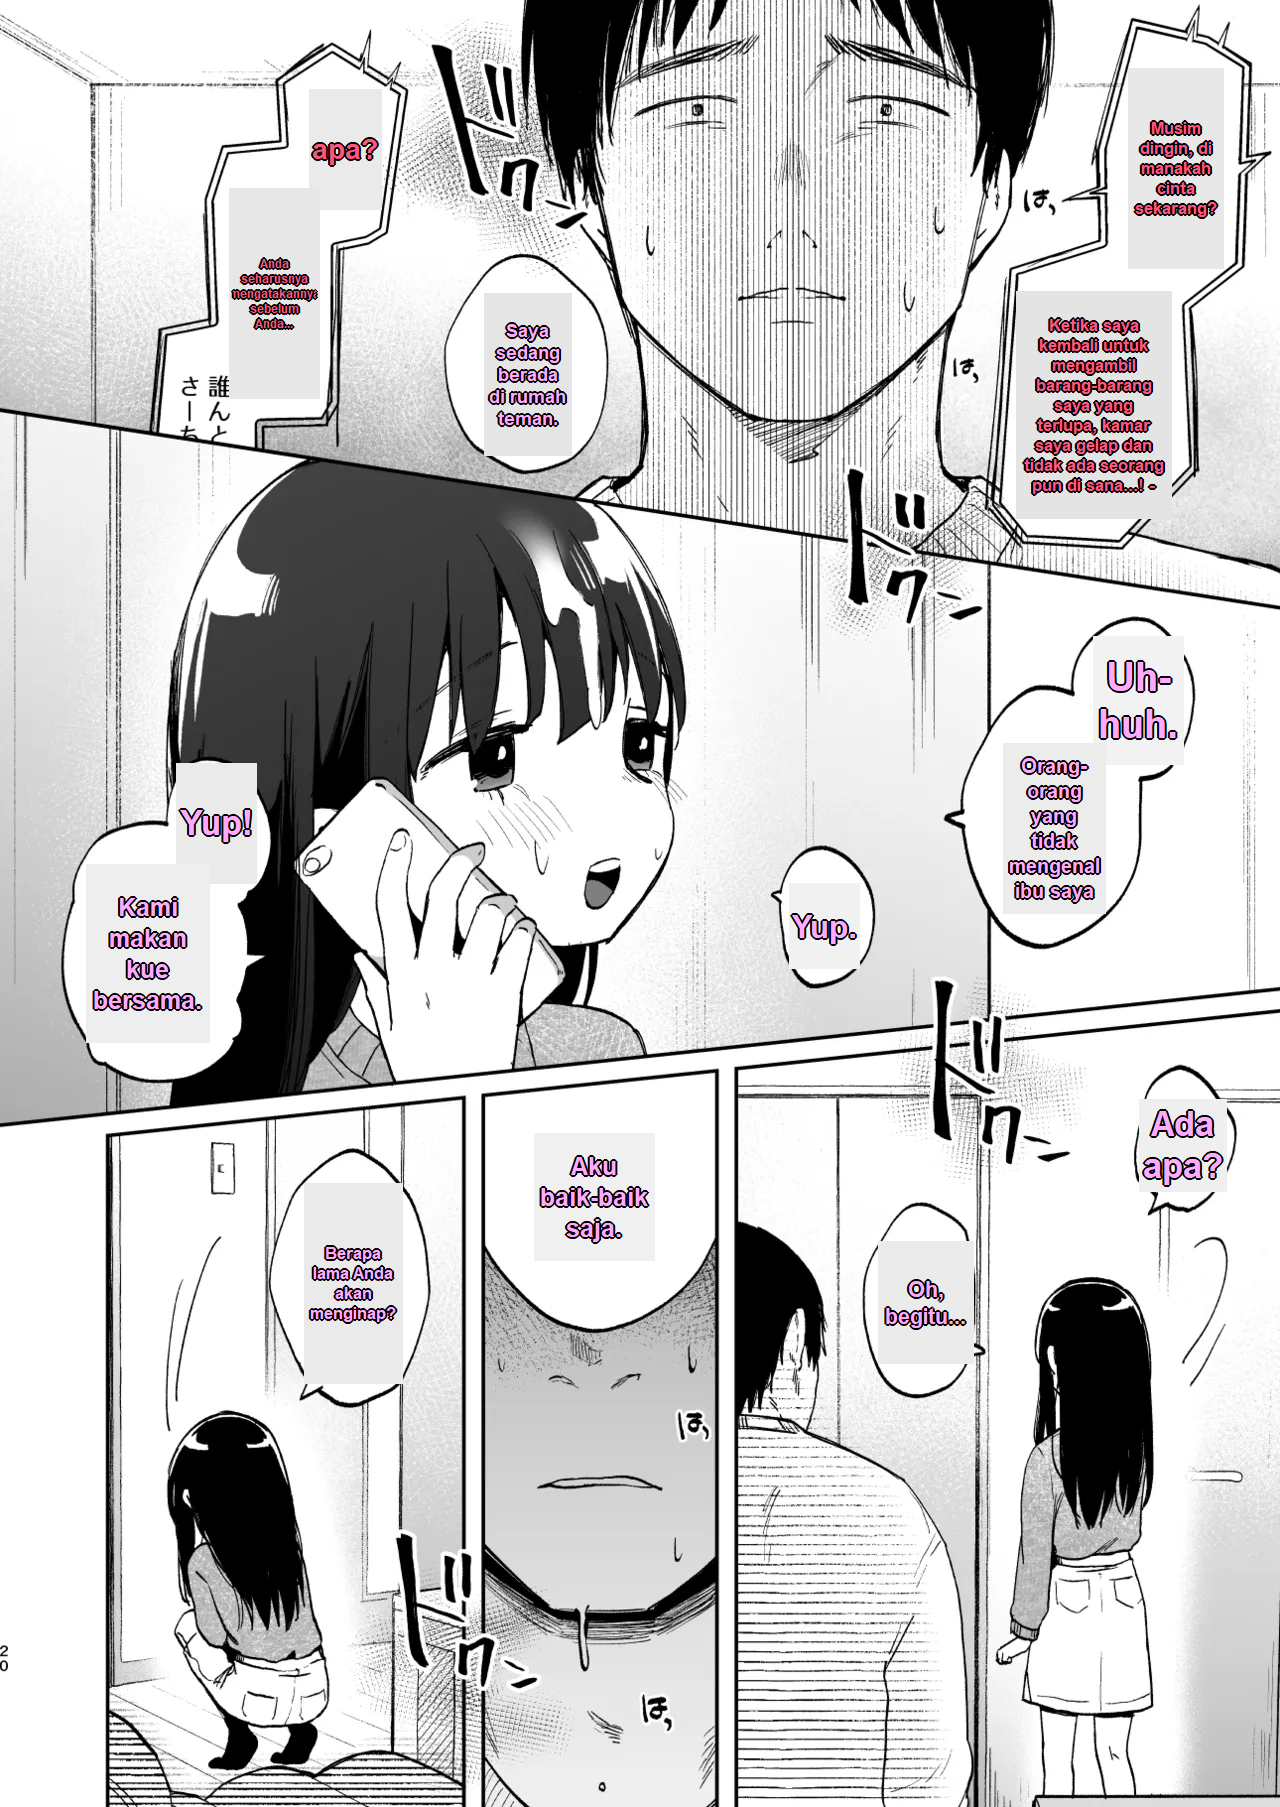 Musim
dingin, di
manakah
cinta
sekarang?
Ketika saya
kembali untuk
mengambil
barang-barang
saya yang
terlupa, kamar
saya gelap dan
tidak ada seorang
pun di sana...! -
は、
は、
ドドクン
Saya
sedang
berada
di rumah
teman.
apa?
Anda
seharusnya
mengatakannya
sebelum
Anda...
誰んと
さーち
ドドクン
Uh-
huh.
Orang-
orang
yang
tidak
mengenal
ibu saya
Yup.
Yup!
Kami
makan
kue
bersama.
ドドクン
Ada
apa?
Oh,
begitu...
Aku
baik-baik
saja.
は、
は、
ドドクン
Berapa
lama Anda
akan
menginap?
20